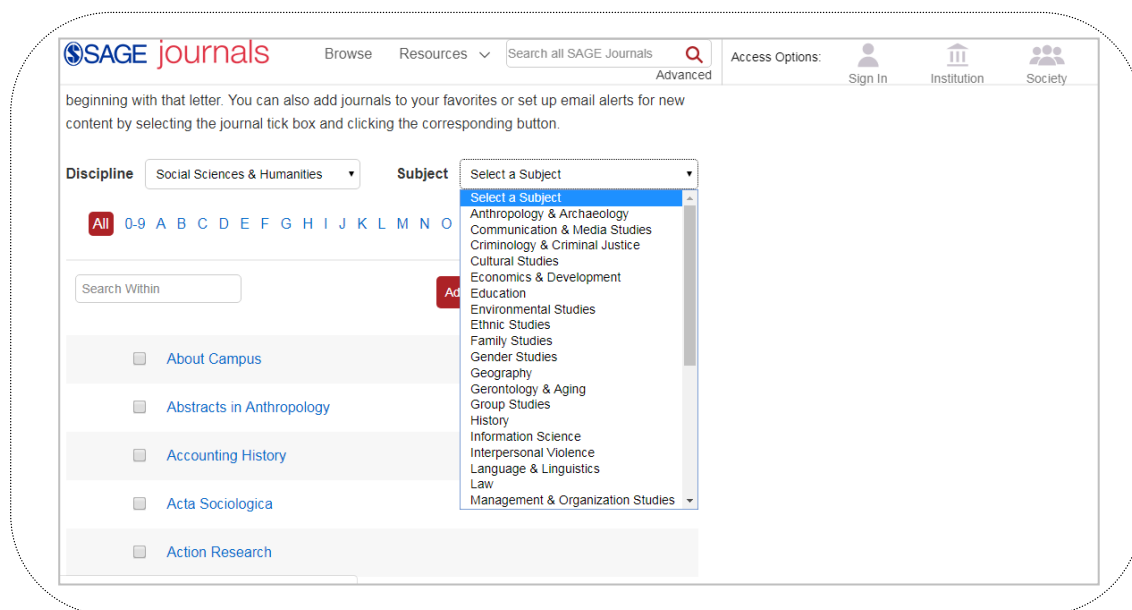 SAGE journals
Browse Resources Search all SAGE Journals Access Options:
Advanced Sign In Institution Society
beginning with that letter. You can also add journals to your favorites or set up email alerts for new
content by selecting the journal tick box and clicking the corresponding button.
Discipline Social Sciences & Humanities Subject Select a Subject
Select a Subject
Anthropology & Archaeology
Communication & Media Studies
Criminology & Criminal Justice
Cultural Studies
Economics & Development
Education
Environmental Studies
Ethnic Studies
Family Studies
Gender Studies
Geography
Gerontology & Aging
Group Studies
History
Information Science
Interpersonal Violence
Language & Linguistics
Law
Management & Organization Studies
All 0-9 A B C D E F G H I J K L M N O
Search Within Ad
About Campus
Abstracts in Anthropology
Accounting History
Acta Sociologica
Action Research